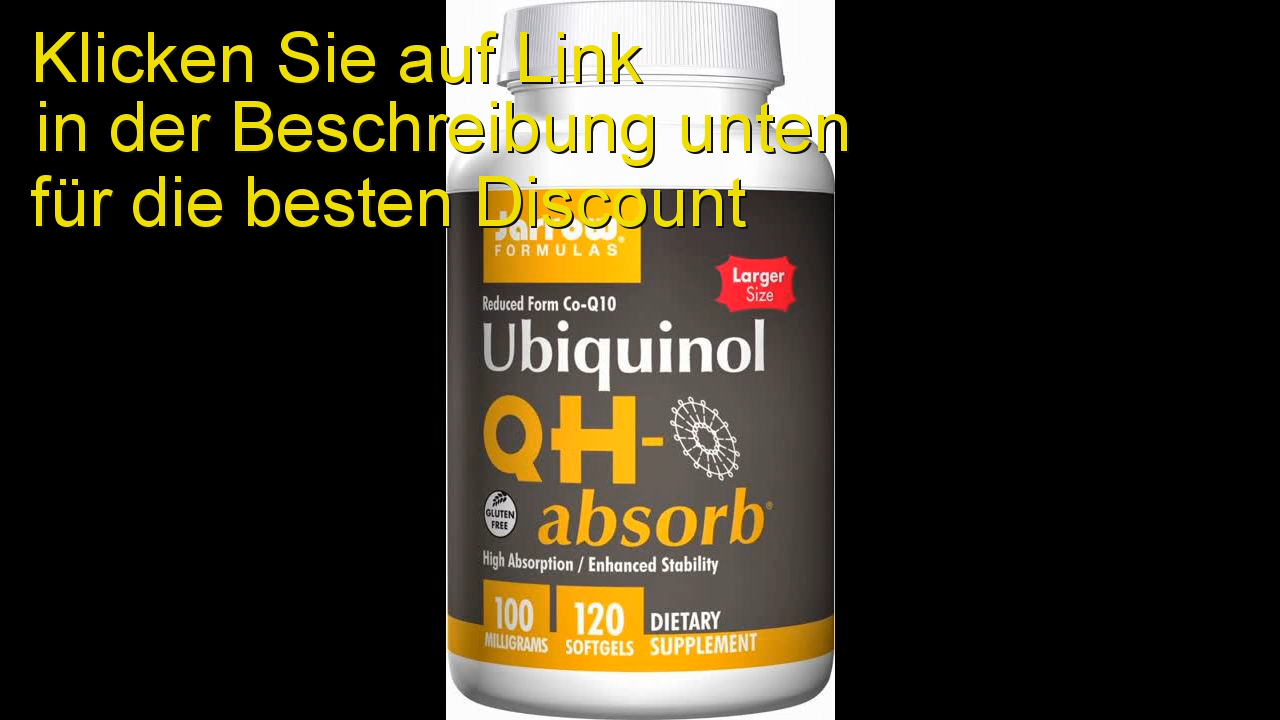 Klicken Sie auf Link
in der Beschreibung unten
für die besten Discount
Jarrow®
FORMULAS
Larger
Size
Reduced Form Co-Q10
Ubiquinol
QH-
absorb®
GLUTEN
FREE
High Absorption / Enhanced Stability
100
MILLIGRAMS
120
SOFTGELS
DIETARY
SUPPLEMENT